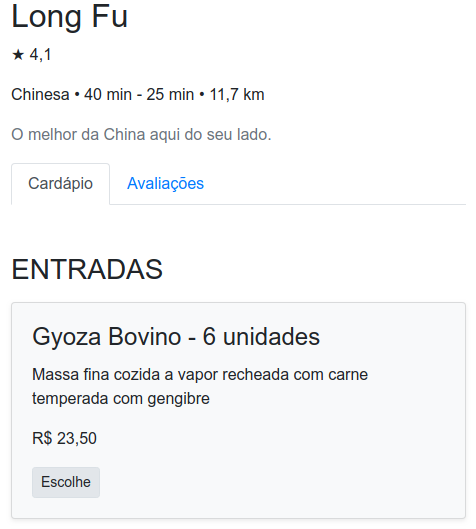 Long Fu
★ 4,1
Chinesa • 40 min - 25 min • 11,7 km
O melhor da China aqui do seu lado.
Cardápio Avaliações
ENTRADAS
Gyoza Bovino - 6 unidades
Massa fina cozida a vapor recheada com carne
temperada com gengibre
R$ 23,50
Escolhe